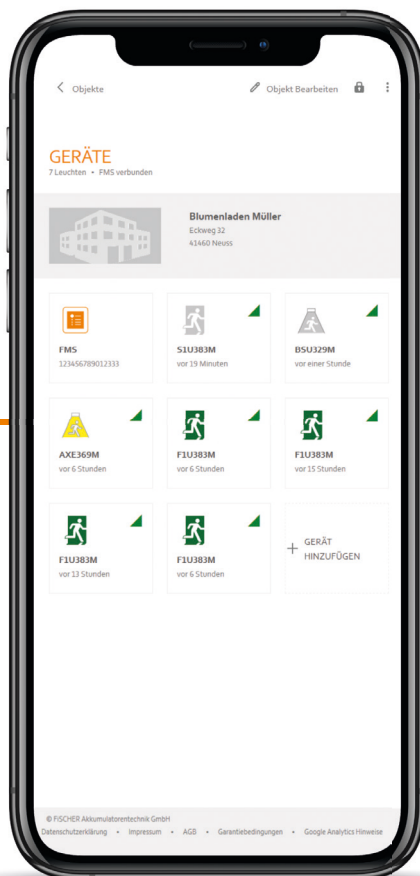 Objekte
Objekt Bearbeiten
GERÄTE
7 Leuchten • FMS verbunden
Blumenladen Müller
Eckweg 32
41460 Neuss
FMS
123456789012333
S1U383M
vor 19 Minuten
BSU329M
vor einer Stunde
AXE369M
vor 6 Stunden
F1U383M
vor 6 Stunden
F1U383M
vor 15 Stunden
F1U383M
vor 13 Stunden
F1U383M
vor 6 Stunden
+ GERÄT
HINZUFÜGEN
© FiSCHER Akkumulatorentechnik GmbH
Datenschutzerklärung • Impressum • AGB • Garantiebedingungen • Google Analytics Hinweise